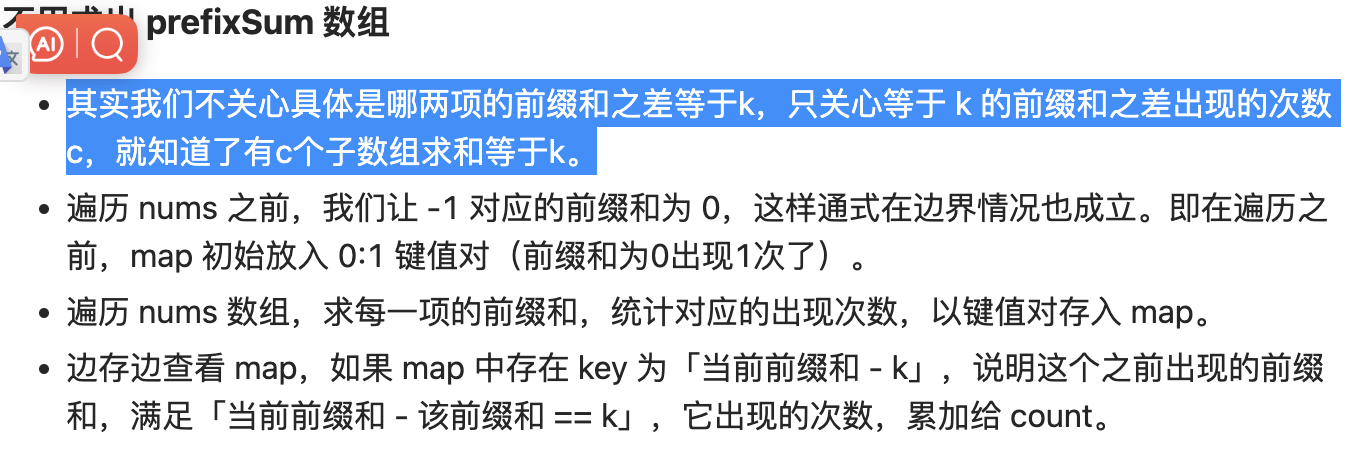 prefixSum 数组
AI
文
其实我们不关心具体是哪两项的前缀和之差等于k，只关心等于 k 的前缀和之差出现的次数
c，就知道了有c个子数组求和等于k。
遍历 nums 之前，我们让 -1 对应的前缀和为 0，这样通式在边界情况也成立。即在遍历之
前，map 初始放入 0:1 键值对（前缀和为0出现1次了）。
遍历 nums 数组，求每一项的前缀和，统计对应的出现次数，以键值对存入 map。
边存边查看 map，如果 map 中存在 key 为「当前前缀和 - k」，说明这个之前出现的前缀
和，满足「当前前缀和 - 该前缀和 == k」，它出现的次数，累加给 count。